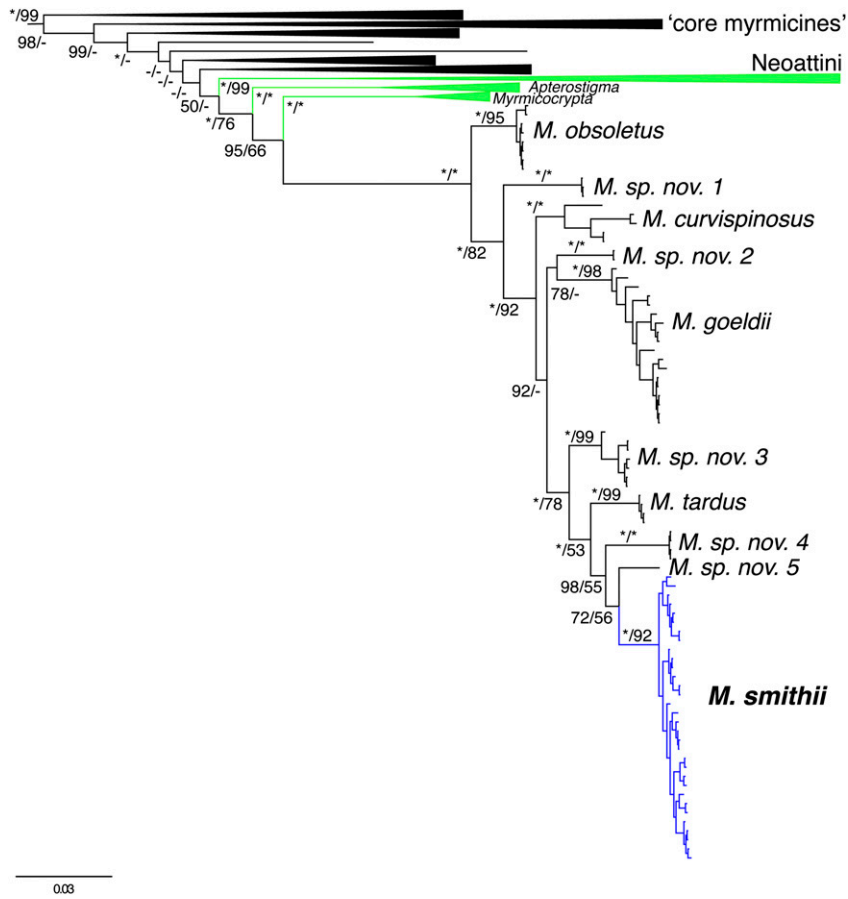 */99
'core myrmicines'
98/-
99/-
*/-
-/-
-/-
-/-
Neoattini
50/-
*/99
Apterostigma
*/*
Myrmicocrypta
*/*
*/76
95/66
*/95
M. obsoletus
*/*
*/*
M. sp. nov. 1
*/*
M. curvispinosus
*/82
*/*
M. sp. nov. 2
*/98
78/-
*/92
M. goeldii
92/-
*/99
M. sp. nov. 3
*/99
M. tardus
*/78
*/*
M. sp. nov. 4
*/53
M. sp. nov. 5
98/55
72/56
*/92
M. smithii
0.03